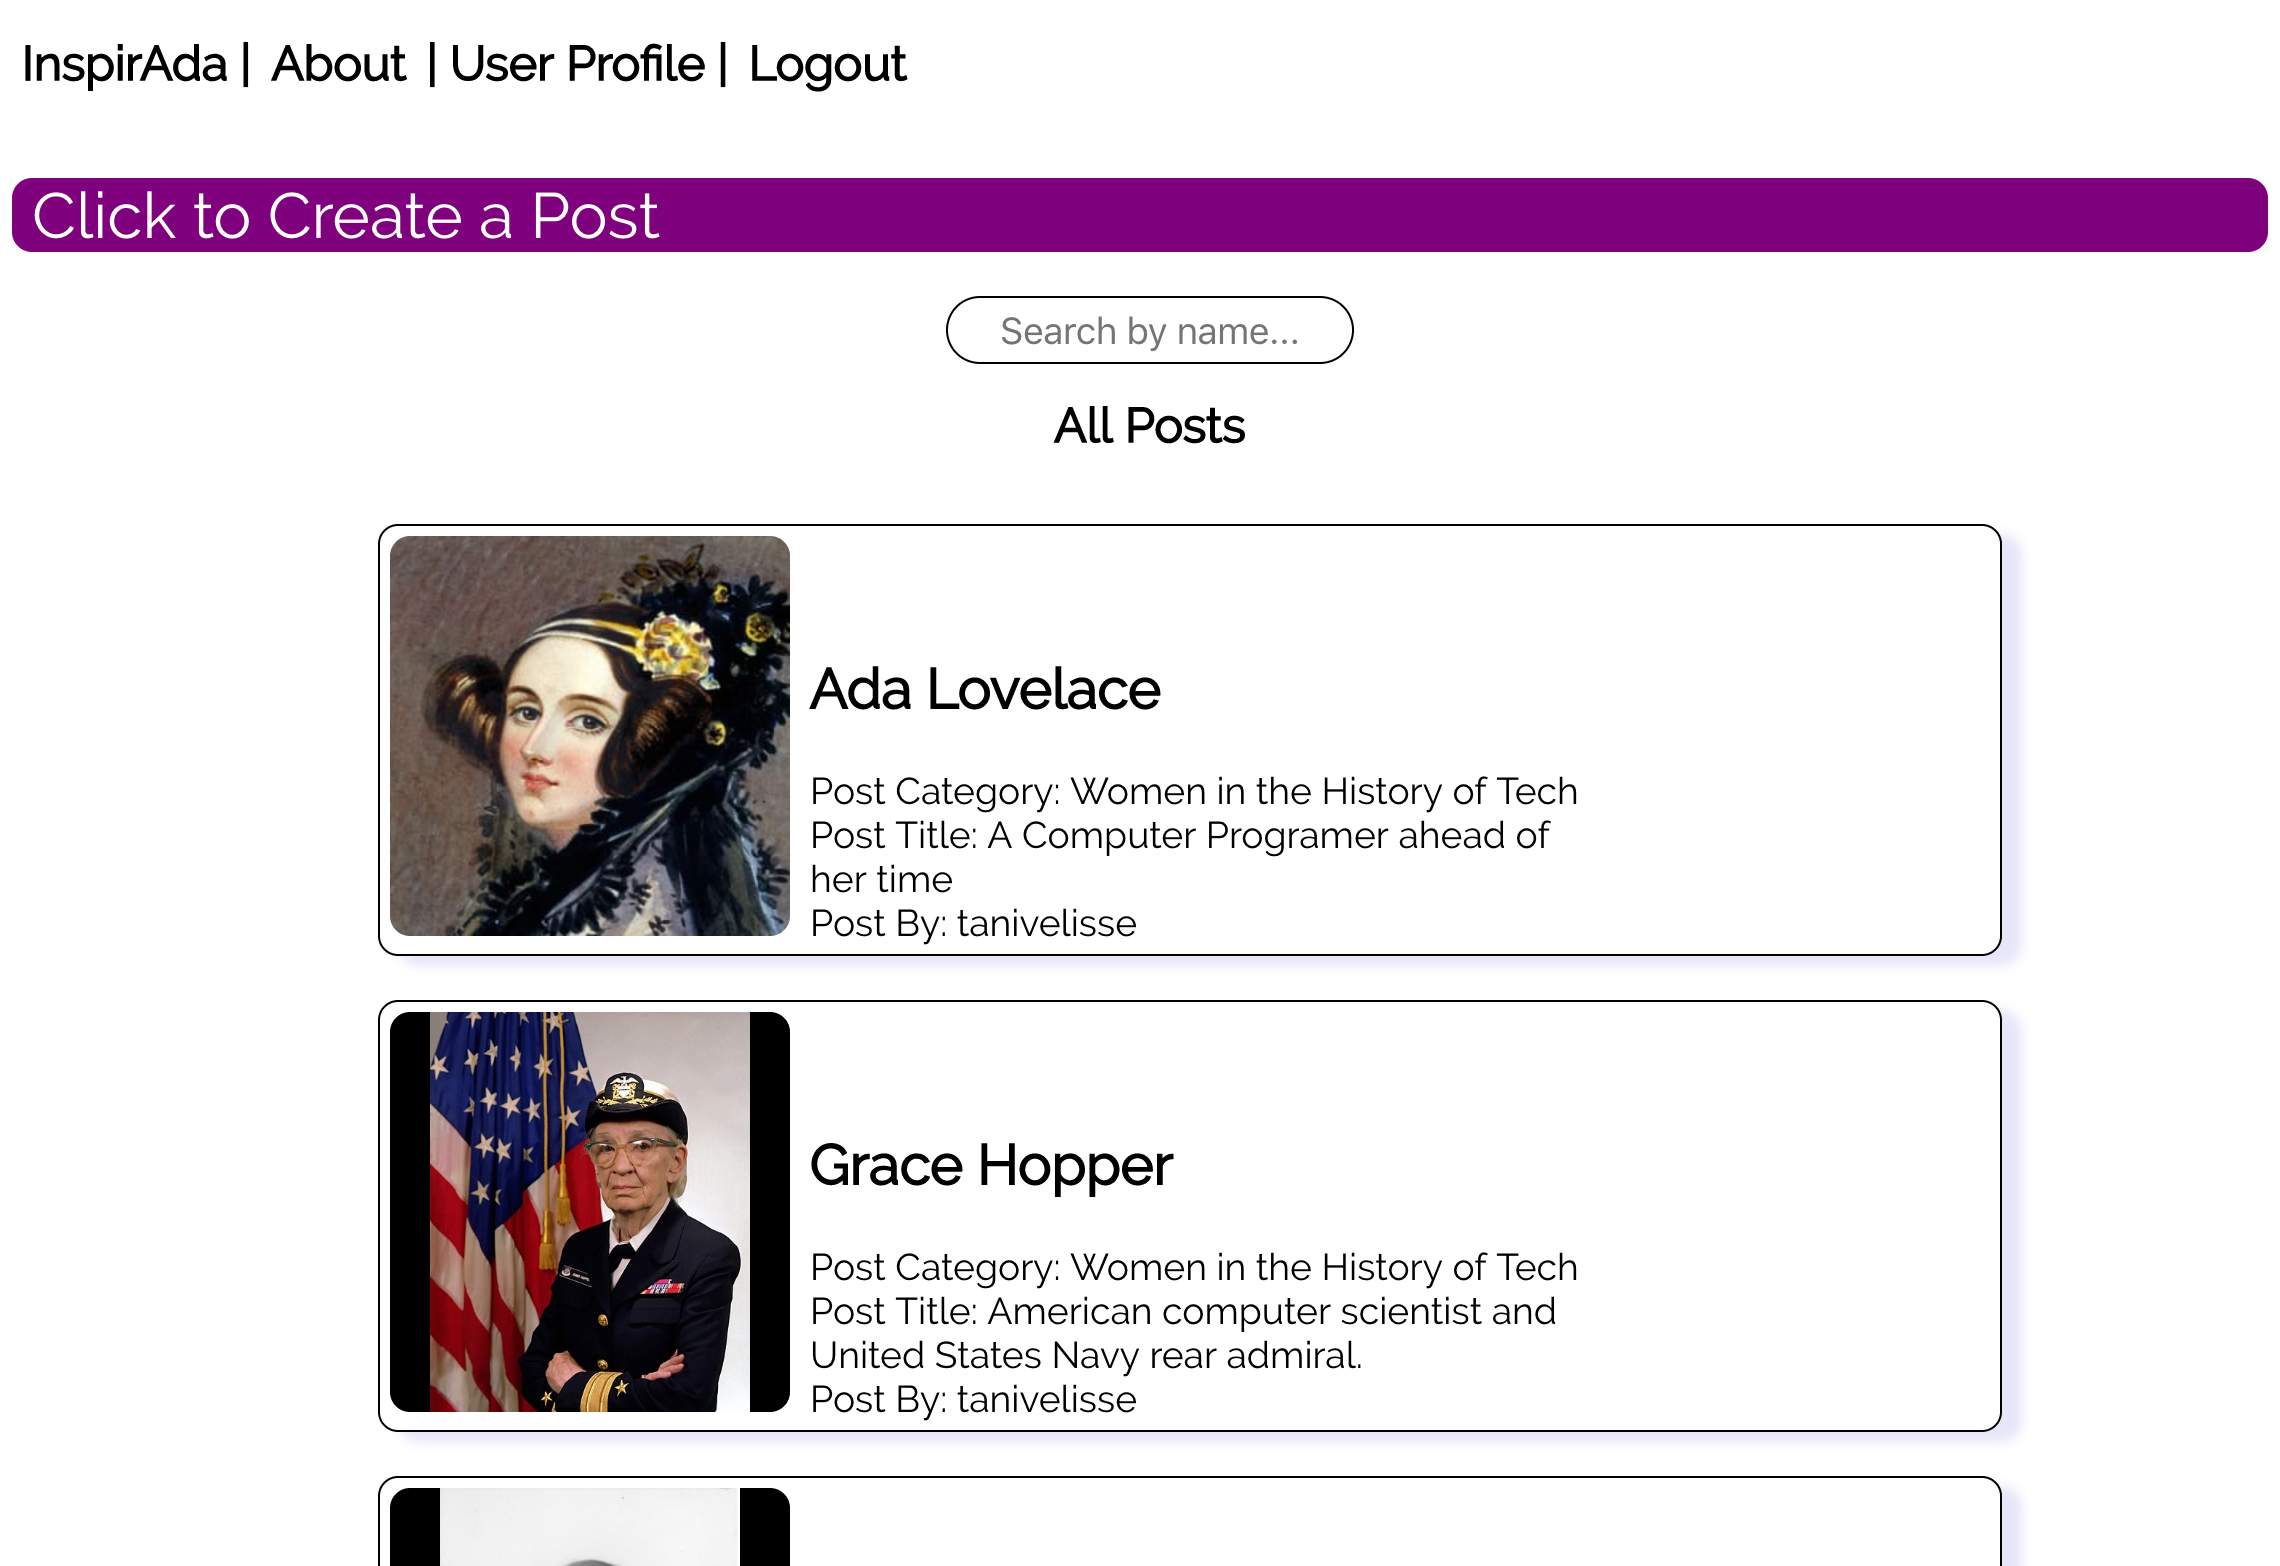 InspirAda | About | User Profile | Logout
Click to Create a Post
Search by name...
All Posts
Ada Lovelace
Post Category: Women in the History of Tech
Post Title: A Computer Programer ahead of
her time
Post By: tanivelisse
Grace Hopper
Post Category: Women in the History of Tech
Post Title: American computer scientist and
United States Navy rear admiral.
Post By: tanivelisse